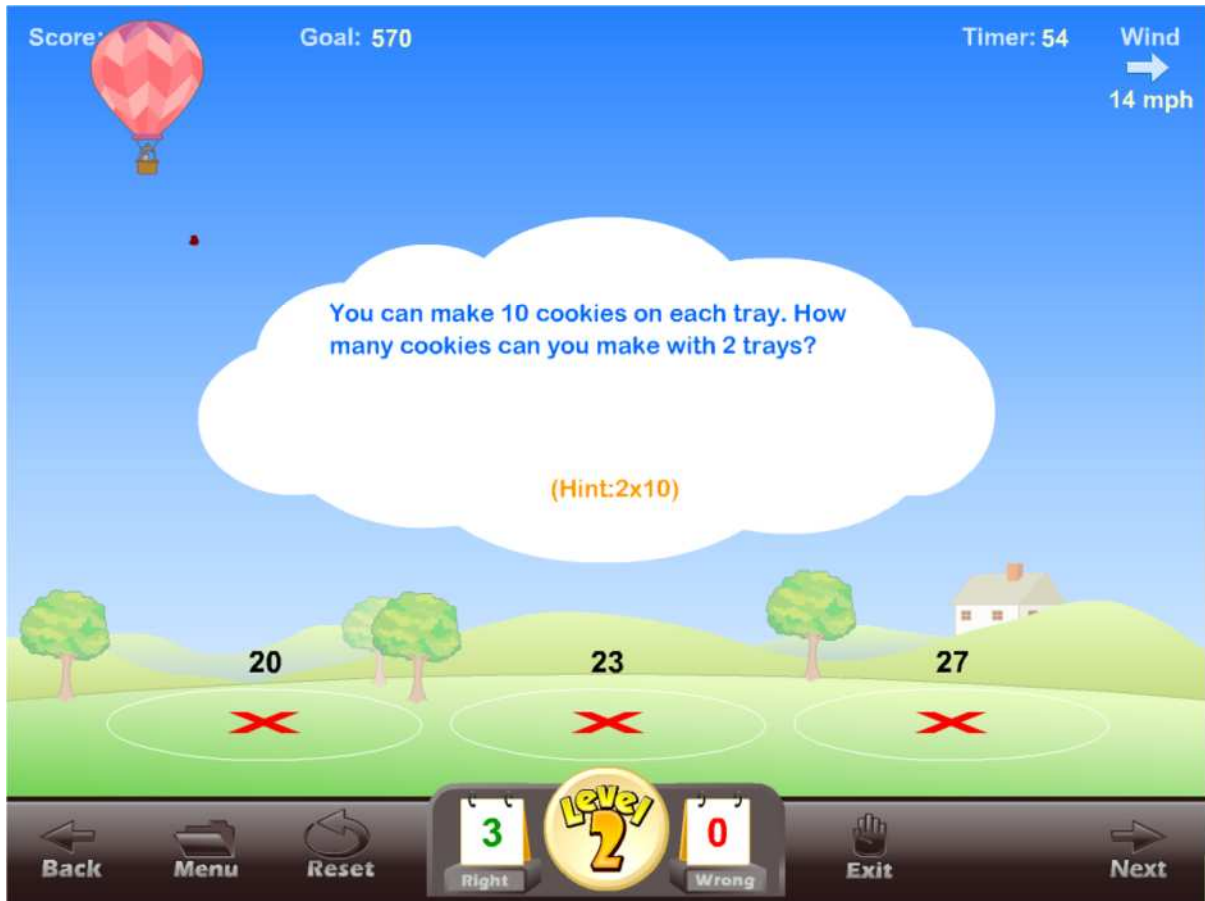 Score:
Goal: 570
Timer: 54
Wind
14 mph
You can make 10 cookies on each tray. How
many cookies can you make with 2 trays?
(Hint:2x10)
20
23
27
Back
Menu
Reset
3
Right
Level
2
0
Wrong
Exit
Next